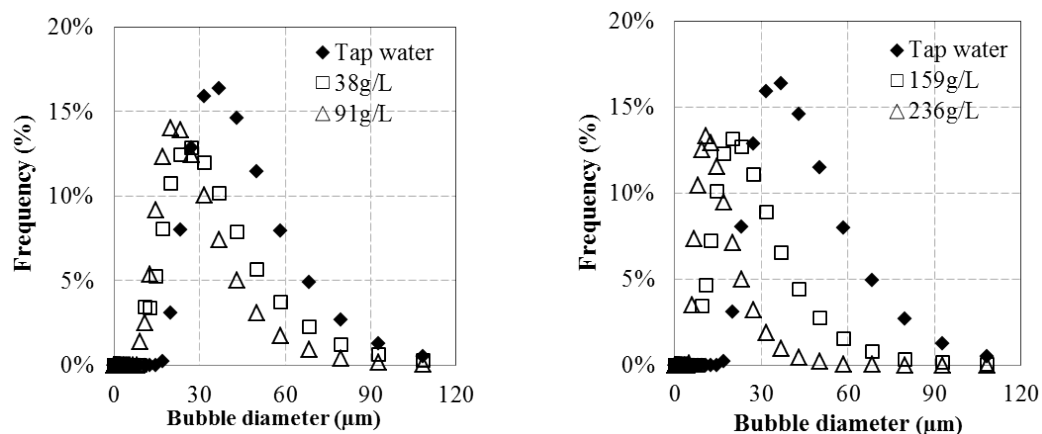 20%
15%
10%
5%
0%
Frequency (%)
Tap water
38g/L
91g/L
0 30 60 90 120
Bubble diameter (μm)
20%
15%
10%
5%
0%
Frequency (%)
Tap water
159g/L
236g/L
0 30 60 90 120
Bubble diameter (μm)